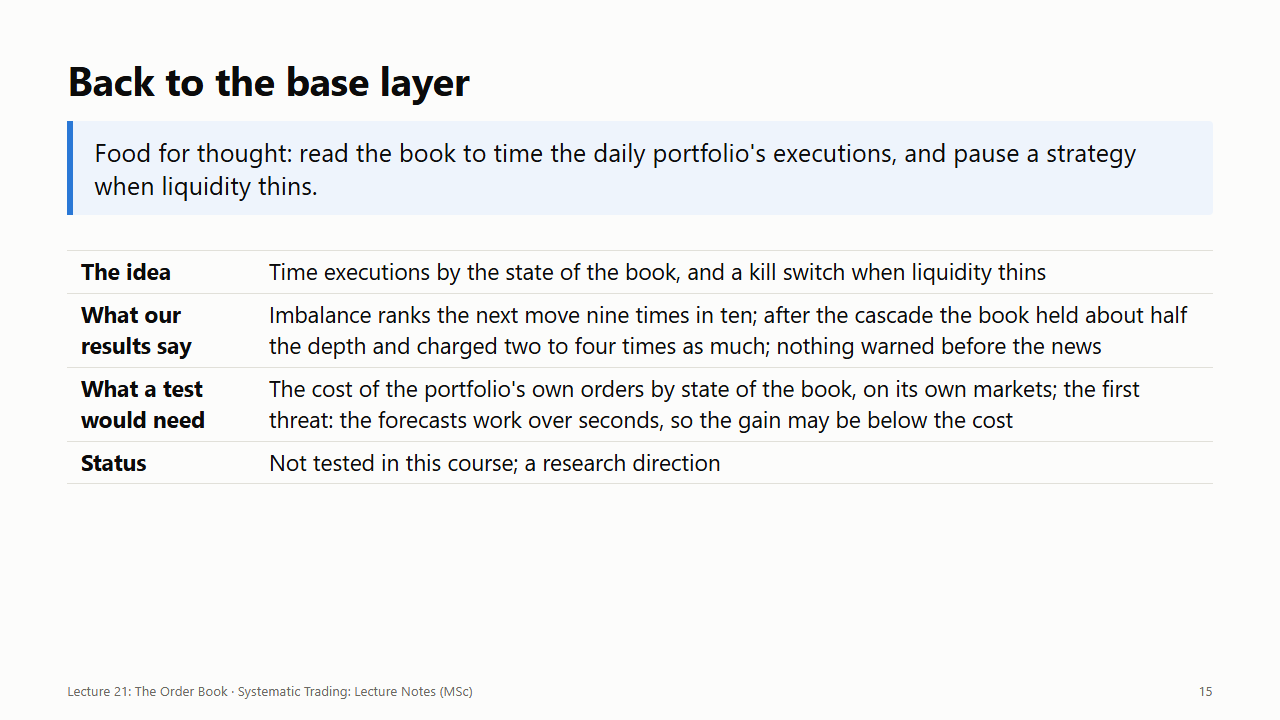 Back to the base layer
Food for thought: read the book to time the daily portfolio's executions, and pause a strategy
when liquidity thins.
The idea
Time executions by the state of the book, and a kill switch when liquidity thins
What our
results say
Imbalance ranks the next move nine times in ten; after the cascade the book held about half
the depth and charged two to four times as much; nothing warned before the news
What a test
would need
The cost of the portfolio's own orders by state of the book, on its own markets; the first
threat: the forecasts work over seconds, so the gain may be below the cost
Status
Not tested in this course; a research direction
Lecture 21: The Order Book · Systematic Trading: Lecture Notes (MSc)
15